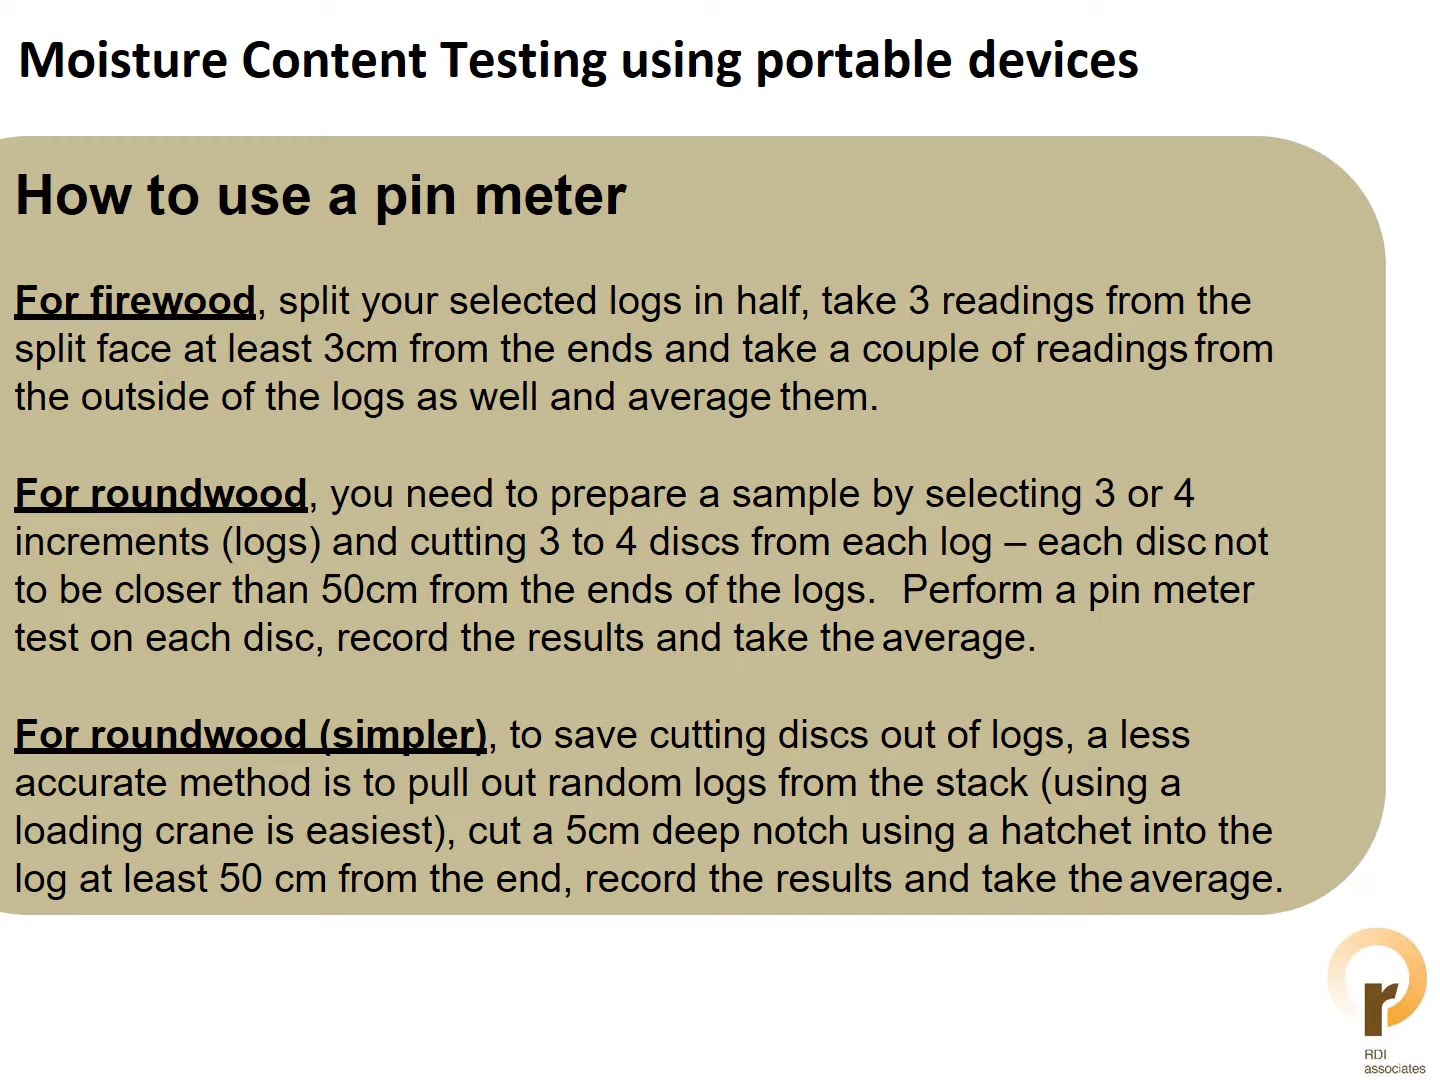 Moisture Content Testing using portable devices
How to use a pin meter
For firewood, split your selected logs in half, take 3 readings from the
split face at least 3cm from the ends and take a couple of readings from
the outside of the logs as well and average them.
For roundwood, you need to prepare a sample by selecting 3 or 4
increments (logs) and cutting 3 to 4 discs from each log – each disc not
to be closer than 50cm from the ends of the logs. Perform a pin meter
test on each disc, record the results and take the average.
For roundwood (simpler), to save cutting discs out of logs, a less
accurate method is to pull out random logs from the stack (using a
loading crane is easiest), cut a 5cm deep notch using a hatchet into the
log at least 50 cm from the end, record the results and take the average.
r
RDI
associates